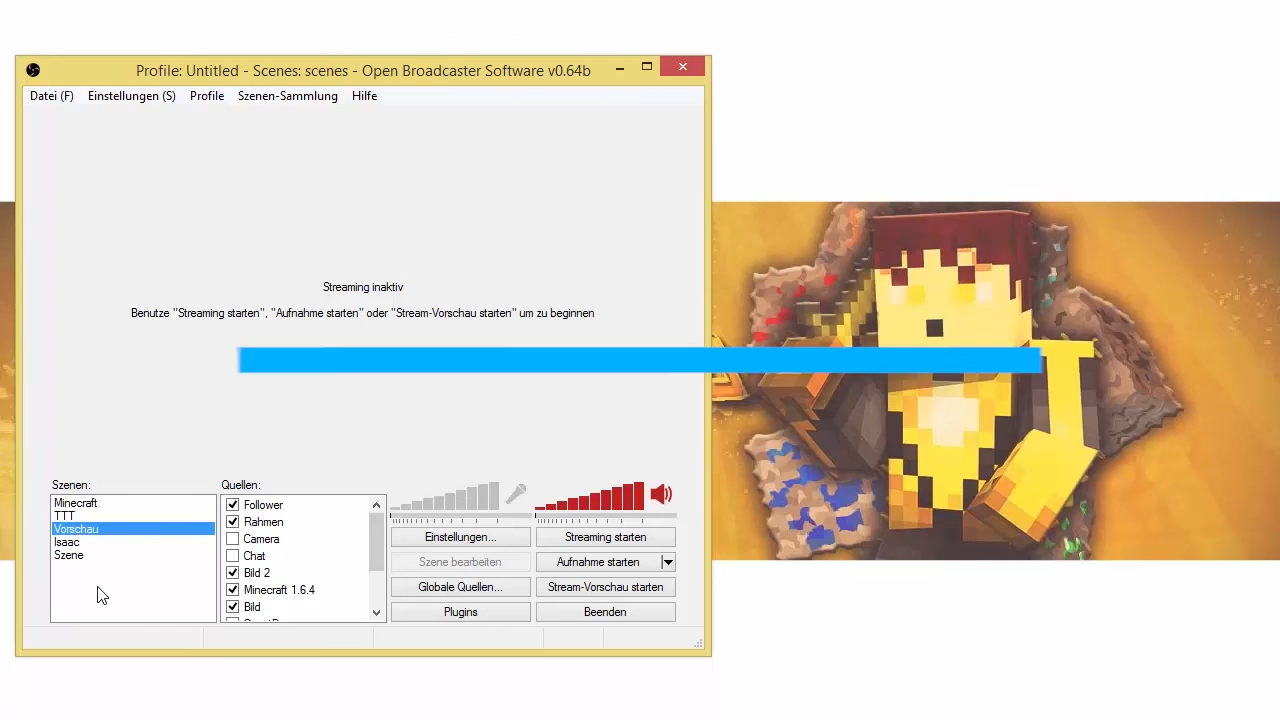 Profile: Untitled - Scenes: scenes - Open Broadcaster Software v0.64b
Datei (F) Einstellungen (S) Profile Szenen-Sammlung Hilfe
Streaming inaktiv
Benutze "Streaming starten", "Aufnahme starten" oder "Stream-Vorschau starten" um zu beginnen
Szenen:
Minecraft
TTT
Vorschau
Isaac
Szene
Quellen:
Follower
Rahmen
Camera
Chat
Bild 2
Minecraft 1.6.4
Bild
Einstellungen...
Streaming starten
Szene bearbeiten
Aufnahme starten
Globale Quellen...
Stream-Vorschau starten
Plugins
Beenden